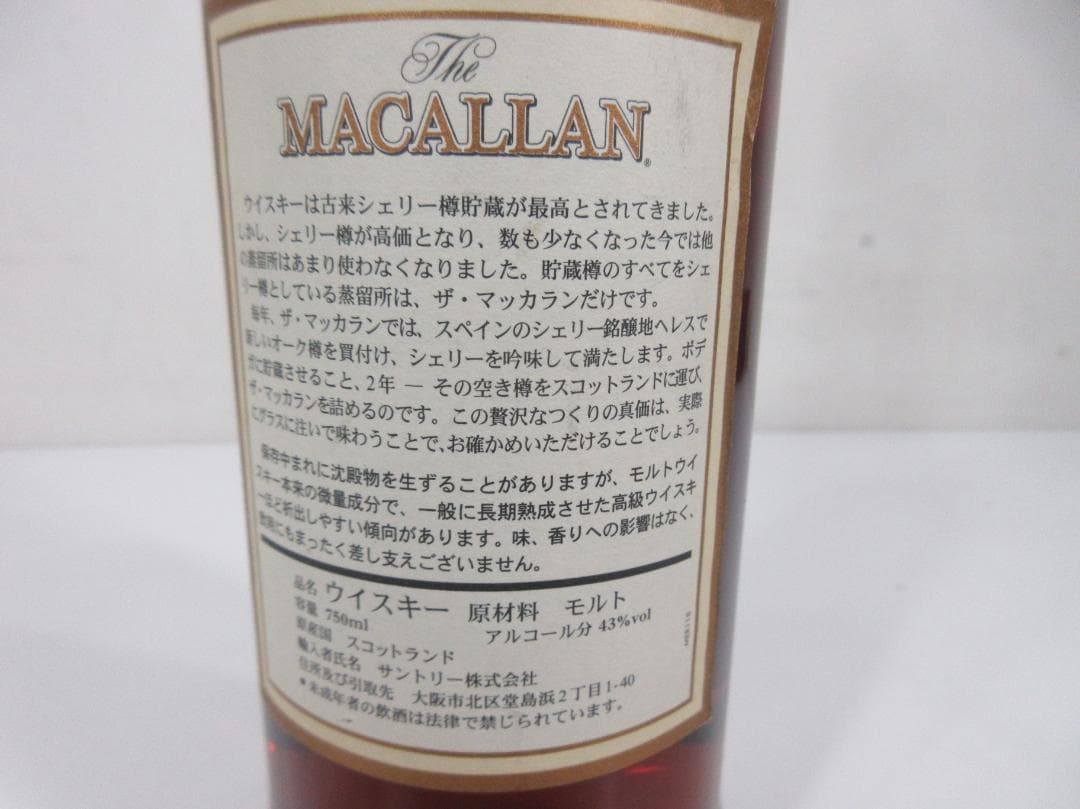 The
MACALLAN®
ウイスキーは古来シェリー樽貯蔵が最高とされてきました。
しかし、シェリー樽が高価となり、数も少なくなった今では他
の蒸留所はあまり使わなくなりました。貯蔵樽のすべてをシェ
リー樽としている蒸留所は、ザ・マッカランだけです。
毎年、ザ・マッカランでは、スペインのシェリー銘醸地ヘレスで
新しいオーク樽を買付け、シェリーを吟味して満たします。ボデ
ガに貯蔵させること、2年 ― その空き樽をスコットランドに運び、
ザ・マッカランを詰めるのです。この贅沢なつくりの真価は、実際
にグラスに注いで味わうことで、お確かめいただけることでしょう。
保存中まれに沈殿物を生ずることがありますが、モルトウイ
スキー本来の微量成分で、一般に長期熟成させた高級ウイスキ
ーほど析出しやすい傾向があります。味、香りへの影響はなく、
飲用にもまったく差し支えございません。
品名 ウイスキー 原材料 モルト
容量 750ml アルコール分 43%vol
原産国 スコットランド
輸入者氏名 サントリー株式会社
住所及び引取先 大阪市北区堂島浜2丁目1-40
*未成年者の飲酒は法律で禁じられています。